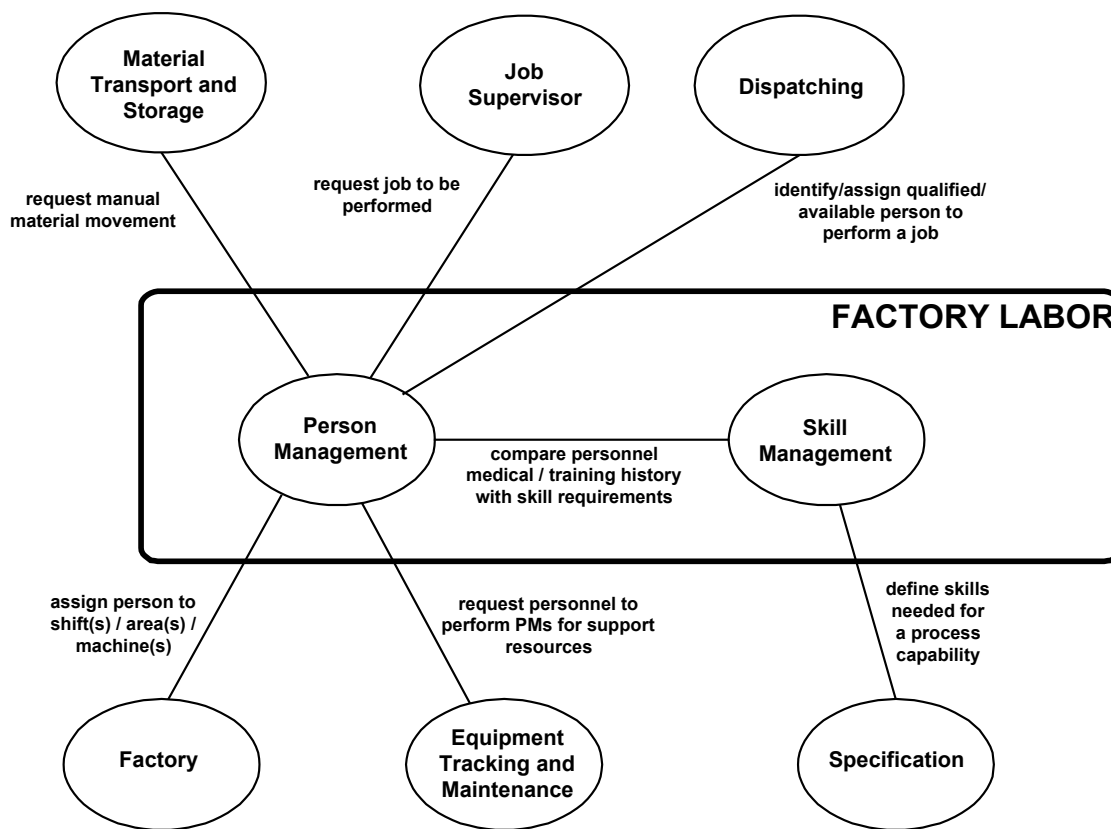 Material
Transport and
Storage
Job
Supervisor
Dispatching
request manual
material movement
request job to be
performed
identify/assign qualified/
available person to
perform a job
FACTORY LABOR
Person
Management
Skill
Management
compare personnel
medical / training history
with skill requirements
assign person to
shift(s) / area(s) /
machine(s)
request personnel to
perform PMs for support
resources
define skills
needed for
a process
capability
Factory
Equipment
Tracking and
Maintenance
Specification